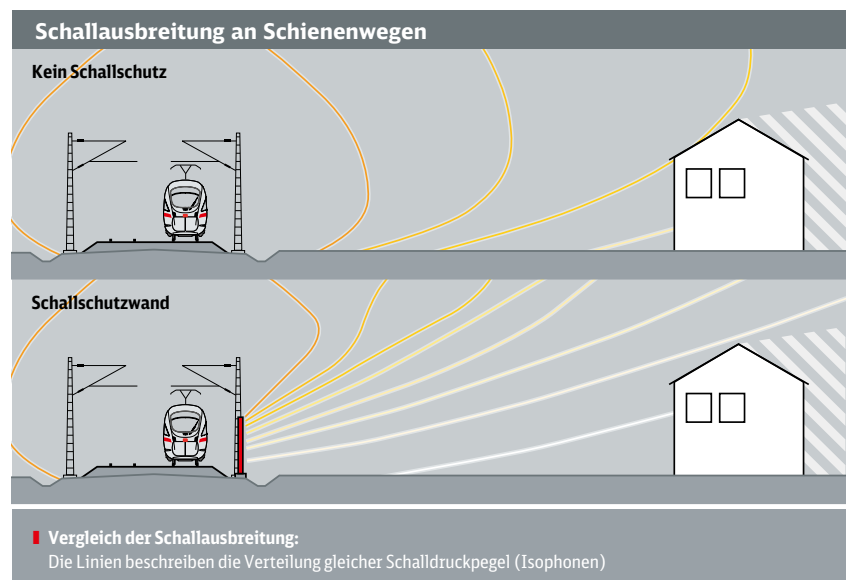 Schallausbreitung an Schienenwegen
Kein Schallschutz
Schallschutzwand
Vergleich der Schallausbreitung:
Die Linien beschreiben die Verteilung gleicher Schalldruckpegel (Isophonen)